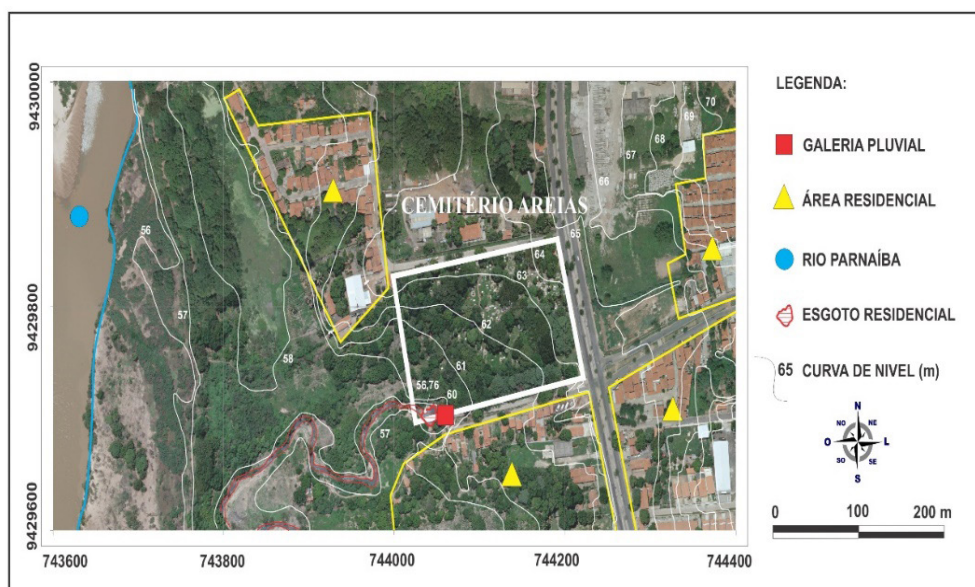 9430000
9429800
9429600
743600
743800
744000
744200
744400
CEMITÉRIO AREIAS
56
57
58
56,76
57
60
61
62
63
64
65
66
57
68
69
70
LEGENDA:
GALERIA PLUVIAL
ÁREA RESIDENCIAL
RIO PARNAÍBA
ESGOTO RESIDENCIAL
65 CURVA DE NIVEL (m)
N
NO
NE
O
L
SO
SE
S
0 100 200 m